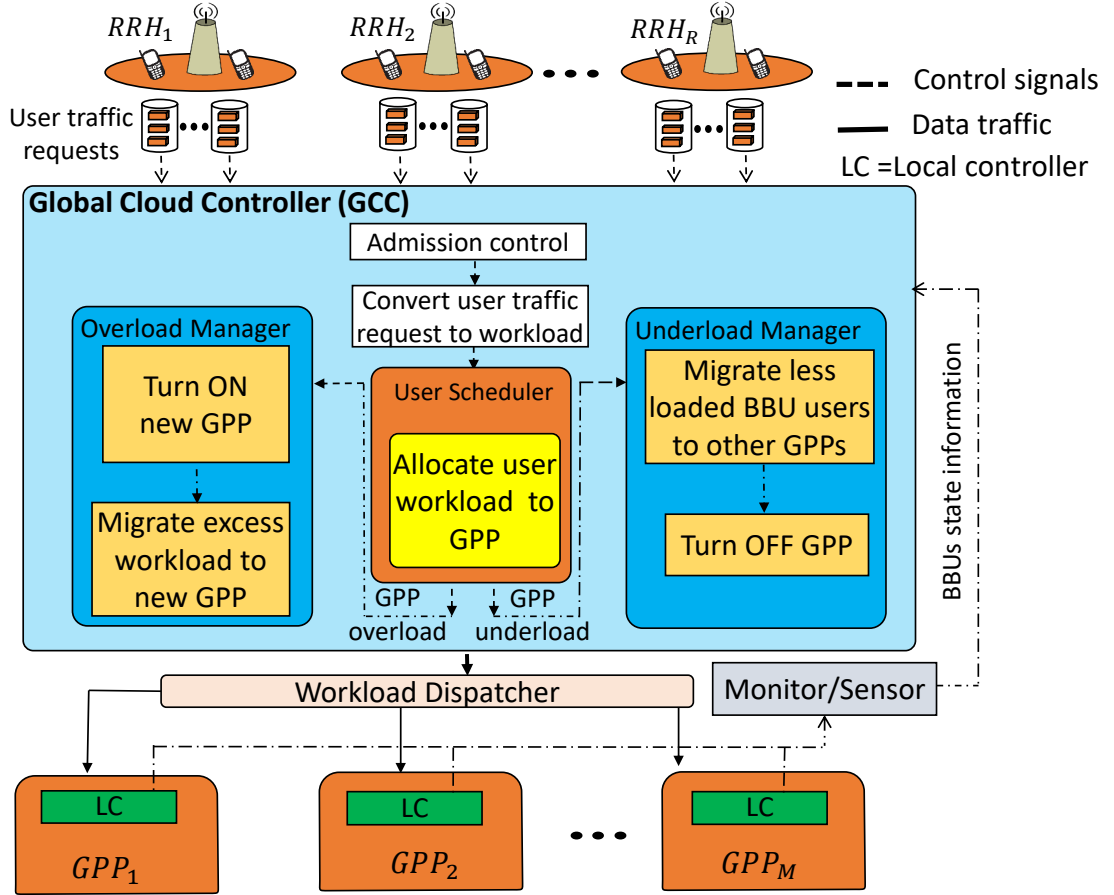 RRH₁
RRH₂
RRH_R
Control signals
Data traffic
LC =Local controller
User traffic
requests
Global Cloud Controller (GCC)
Admission control
Convert user traffic
request to workload
Overload Manager
Turn ON
new GPP
Migrate excess
workload to
new GPP
User Scheduler
Allocate user
workload to
GPP
GPP
overload
GPP
underload
Underload Manager
Migrate less
loaded BBU users
to other GPPs
Turn OFF GPP
BBUs state information
Workload Dispatcher
Monitor/Sensor
LC
LC
LC
GPP₁
GPP₂
GPP_M